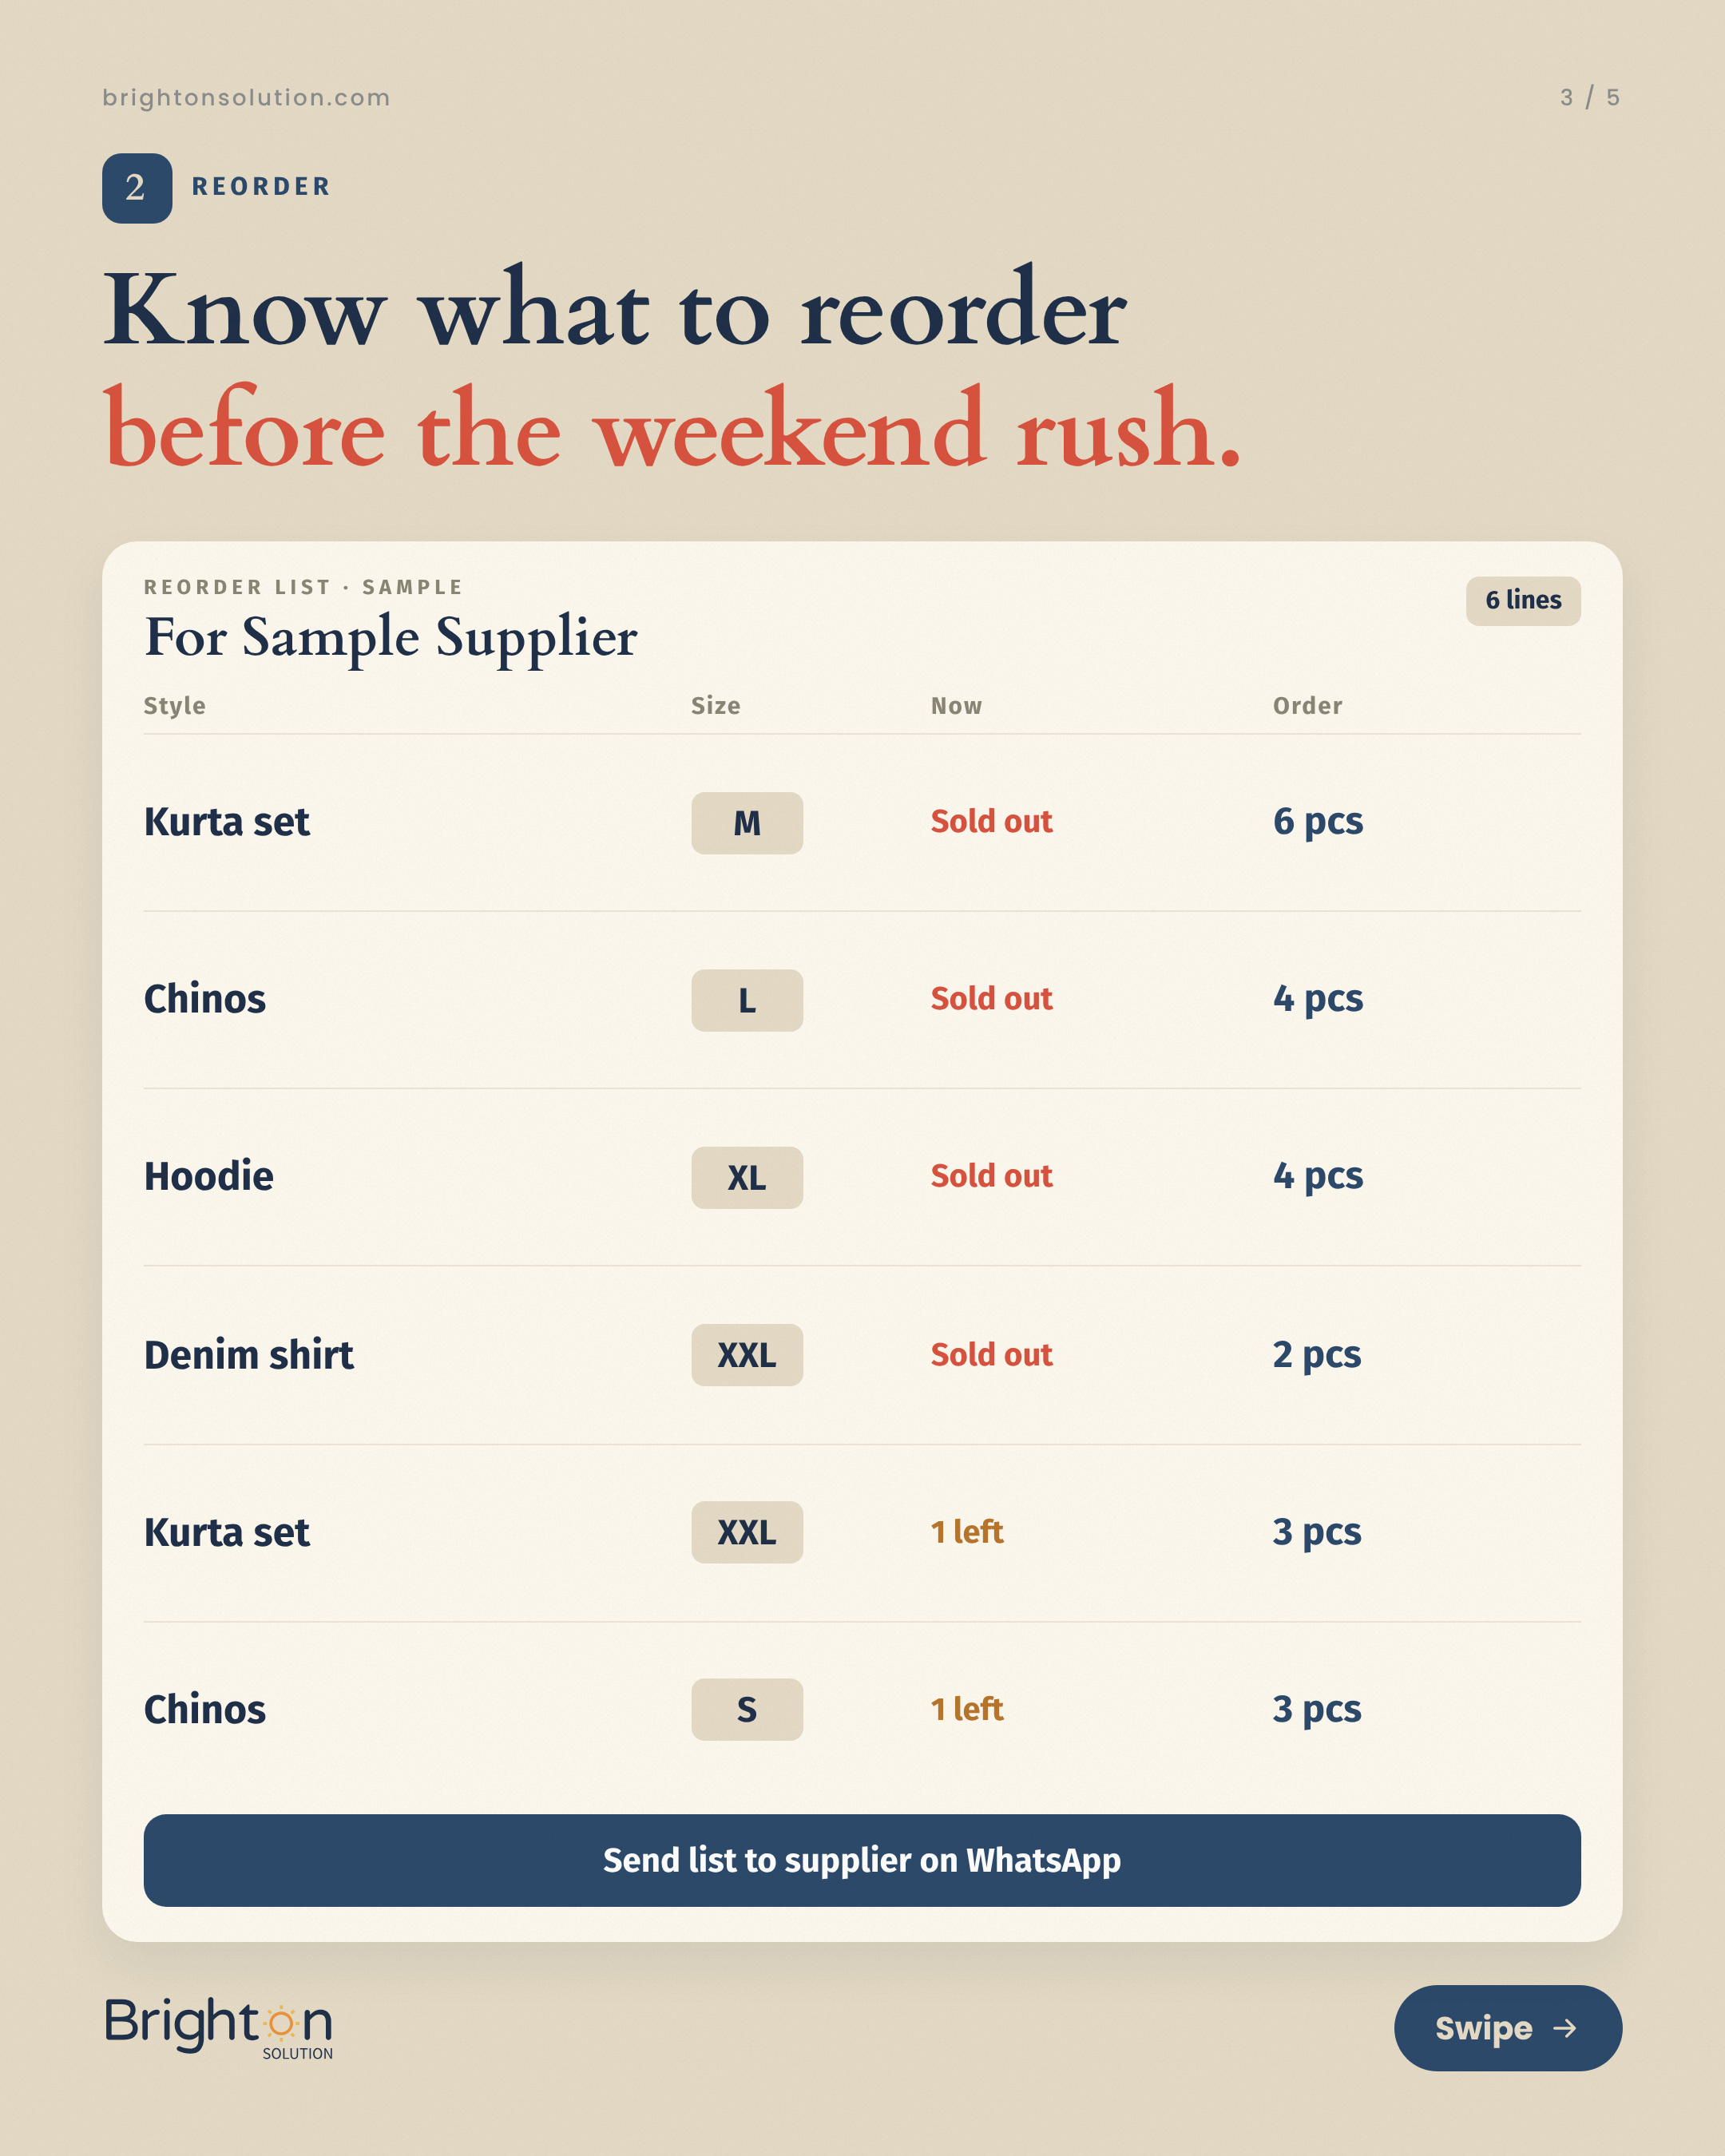 brightonsolution.com 3 / 5
2 REORDER
Know what to reorder
before the weekend rush.
REORDER LIST · SAMPLE
6 lines
For Sample Supplier
Style Size Now Order
Kurta set M Sold out 6 pcs
Chinos L Sold out 4 pcs
Hoodie XL Sold out 4 pcs
Denim shirt XXL Sold out 2 pcs
Kurta set XXL 1 left 3 pcs
Chinos S 1 left 3 pcs
Send list to supplier on WhatsApp
Brighton
SOLUTION
Swipe →